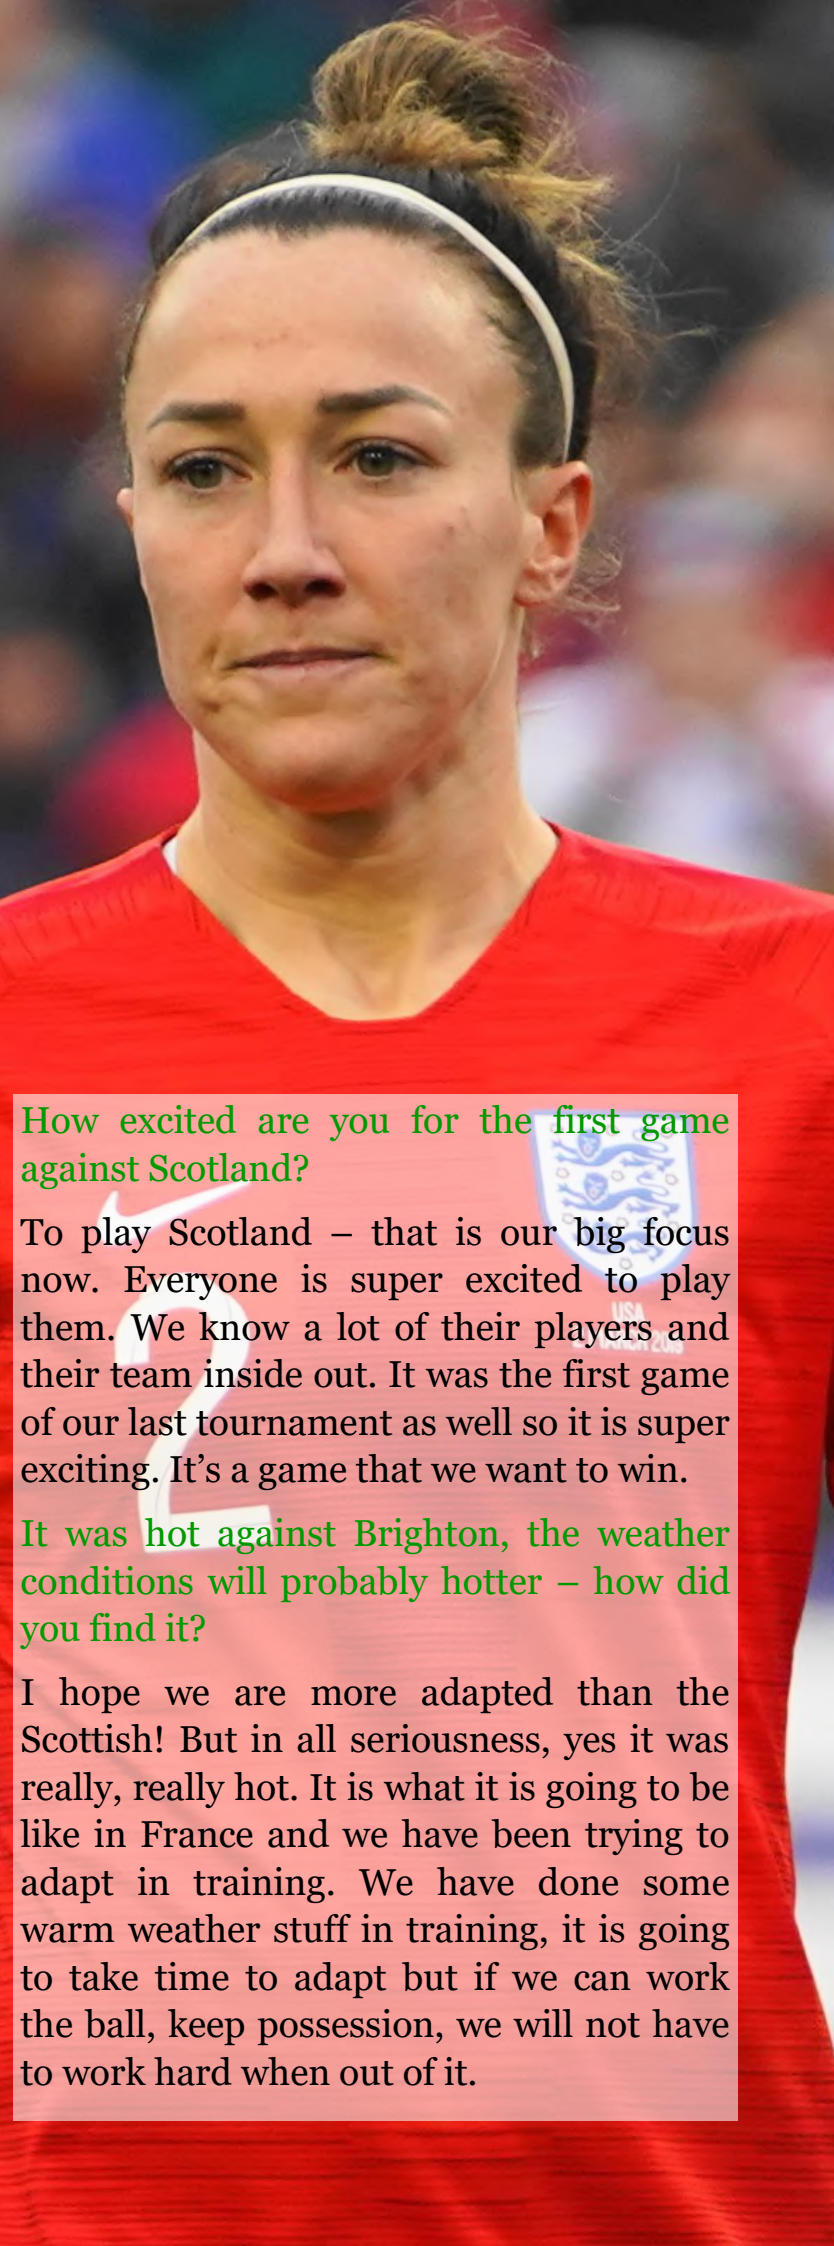 How excited are you for the first game
against Scotland?
To play Scotland – that is our big focus
now. Everyone is super excited to play
them. We know a lot of their players and
their team inside out. It was the first game
of our last tournament as well so it is super
exciting. It’s a game that we want to win.
It was hot against Brighton, the weather
conditions will probably hotter – how did
you find it?
I hope we are more adapted than the
Scottish! But in all seriousness, yes it was
really, really hot. It is what it is going to be
like in France and we have been trying to
adapt in training. We have done some
warm weather stuff in training, it is going
to take time to adapt but if we can work
the ball, keep possession, we will not have
to work hard when out of it.
USA
MARCH 2019
2